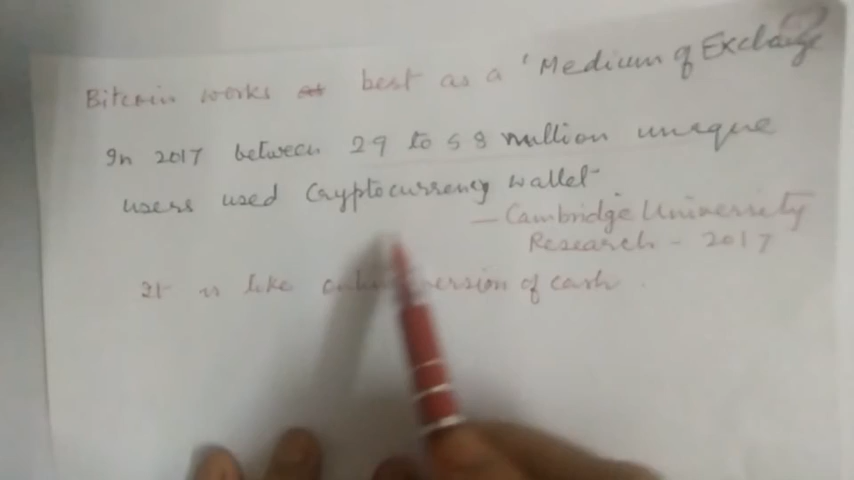 Bitcoin works at best as a 'Medium of Exchange
In 2017 between 29 to 58 million unique
users used Cryptocurrency wallet.
— Cambridge University
Research - 2017
It is like version of cash.